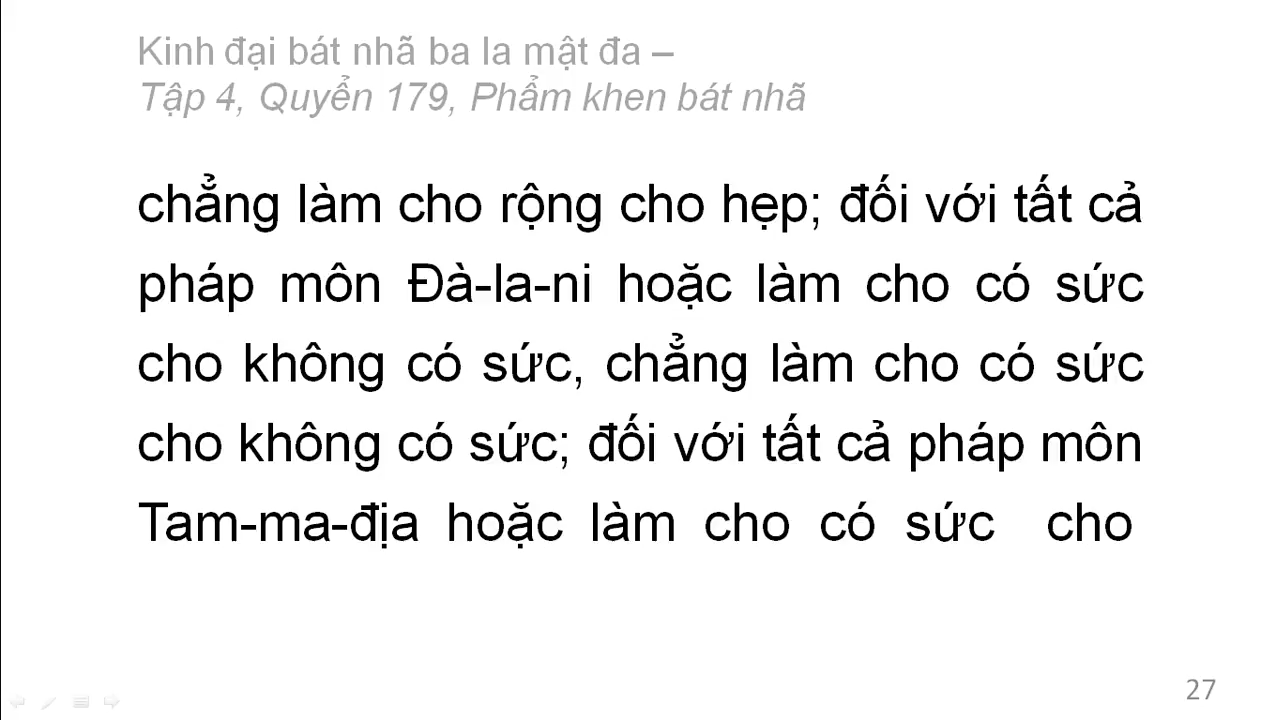 Kinh đại bát nhã ba la mật đa –
Tập 4, Quyển 179, Phẩm khen bát nhã
chẳng làm cho rộng cho hẹp; đối với tất cả
pháp môn Đà-la-ni hoặc làm cho có sức
cho không có sức, chẳng làm cho có sức
cho không có sức; đối với tất cả pháp môn
Tam-ma-địa hoặc làm cho có sức cho
27